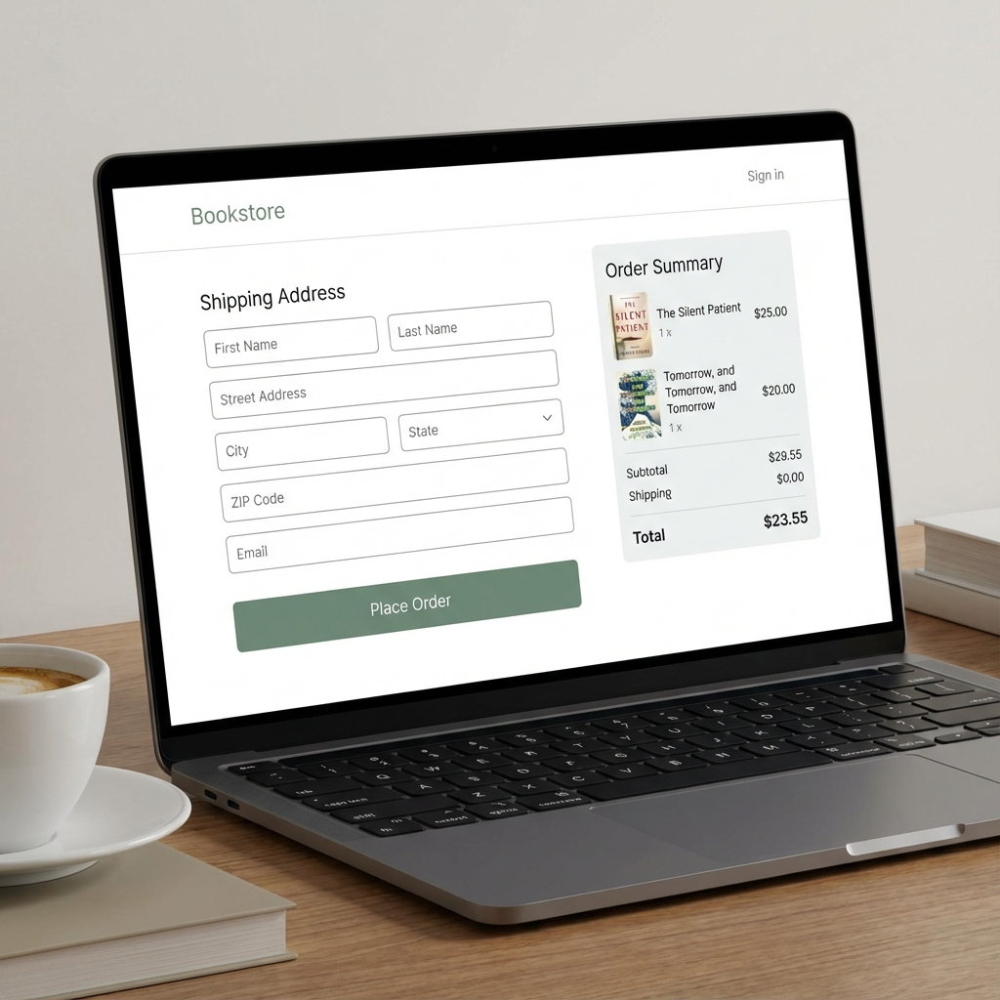 Sign in
Bookstore
Shipping Address
First Name
Last Name
Street Address
City
State
ZIP Code
Email
Place Order
Order Summary
SILENT
PATIENT
The Silent Patient
$25.00
1 x
Tomorrow, and
Tomorrow, and
Tomorrow
$20.00
1 x
Subtotal
$29.55
Shipping
$0,00
Total
$23.55